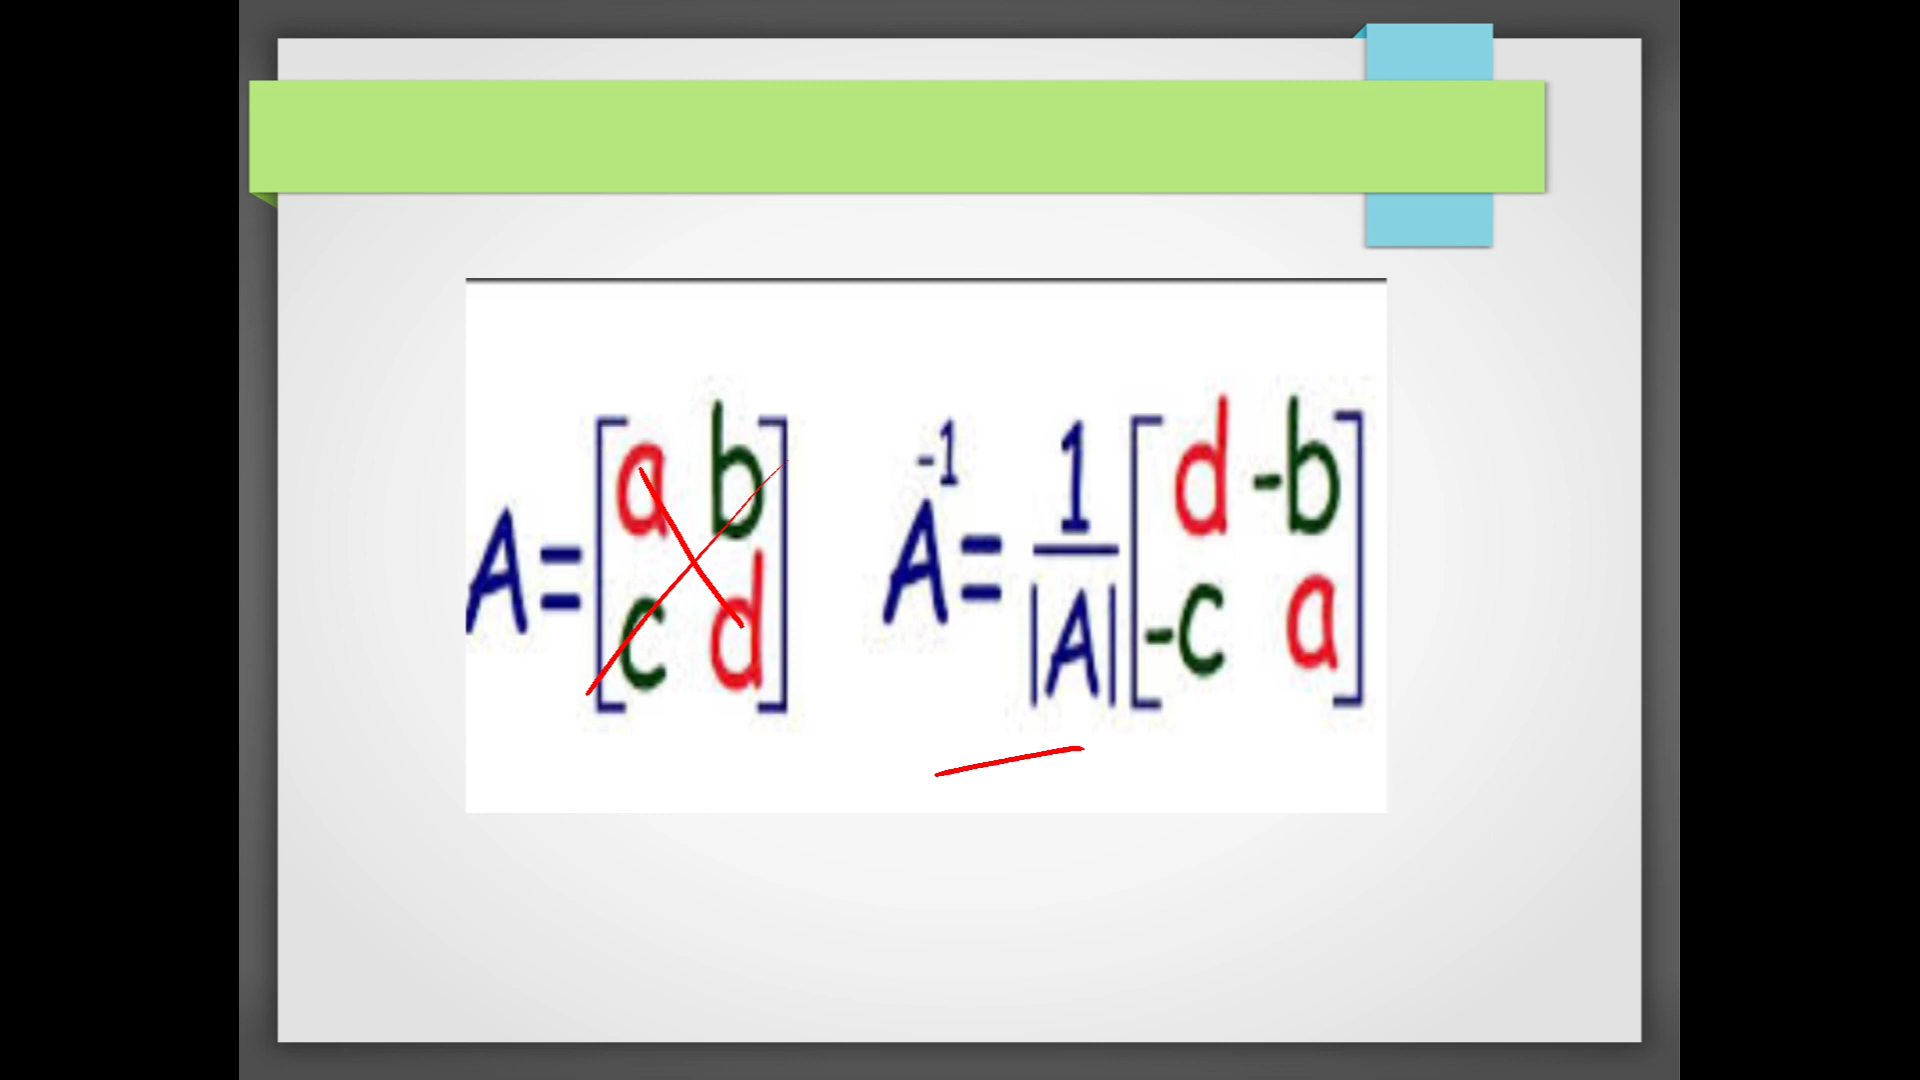 A = [a b
c d]
A⁻¹ = 1/|A| [d -b
-c a]